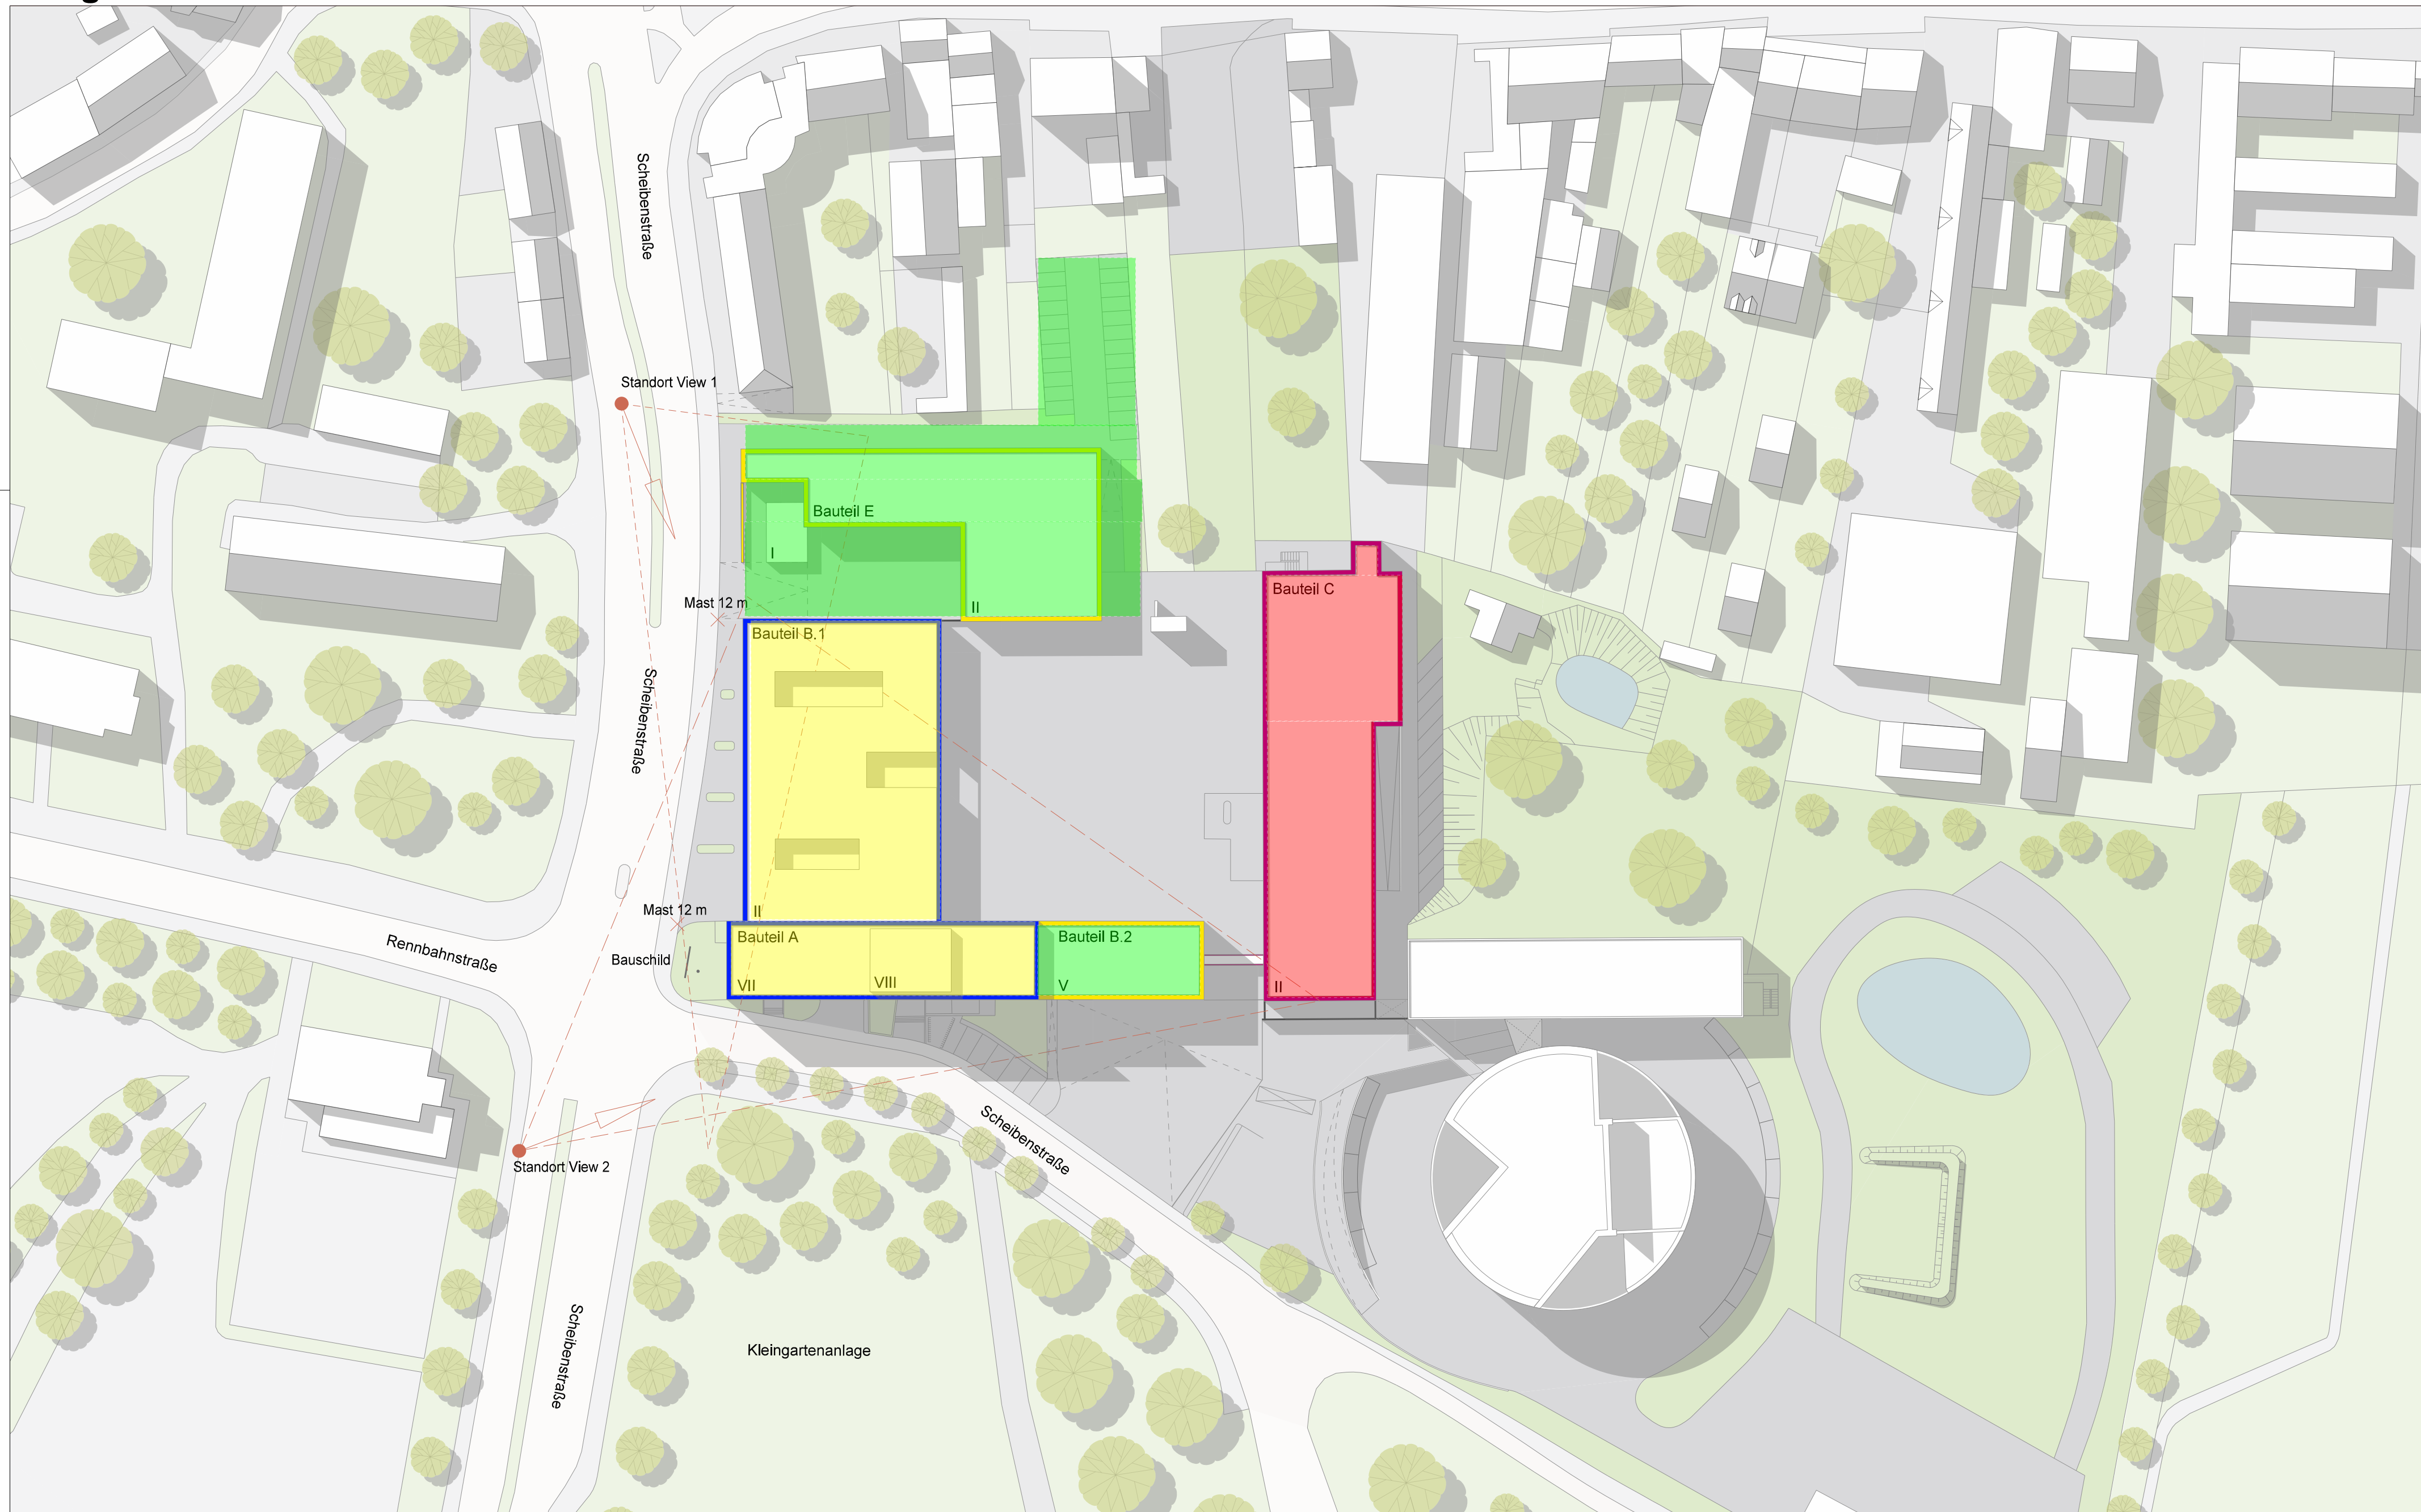 Scheibenstraße
Standort View 1
Bauteil E
I
II
Mast 12 m
Bauteil C
Bauteil B.1
Scheibenstraße
II
Mast 12 m
Bauteil A
Bauteil B.2
Rennbahnstraße
Bauschild
VII
VIII
V
II
Scheibenstraße
Standort View 2
Scheibenstraße
Kleingartenanlage